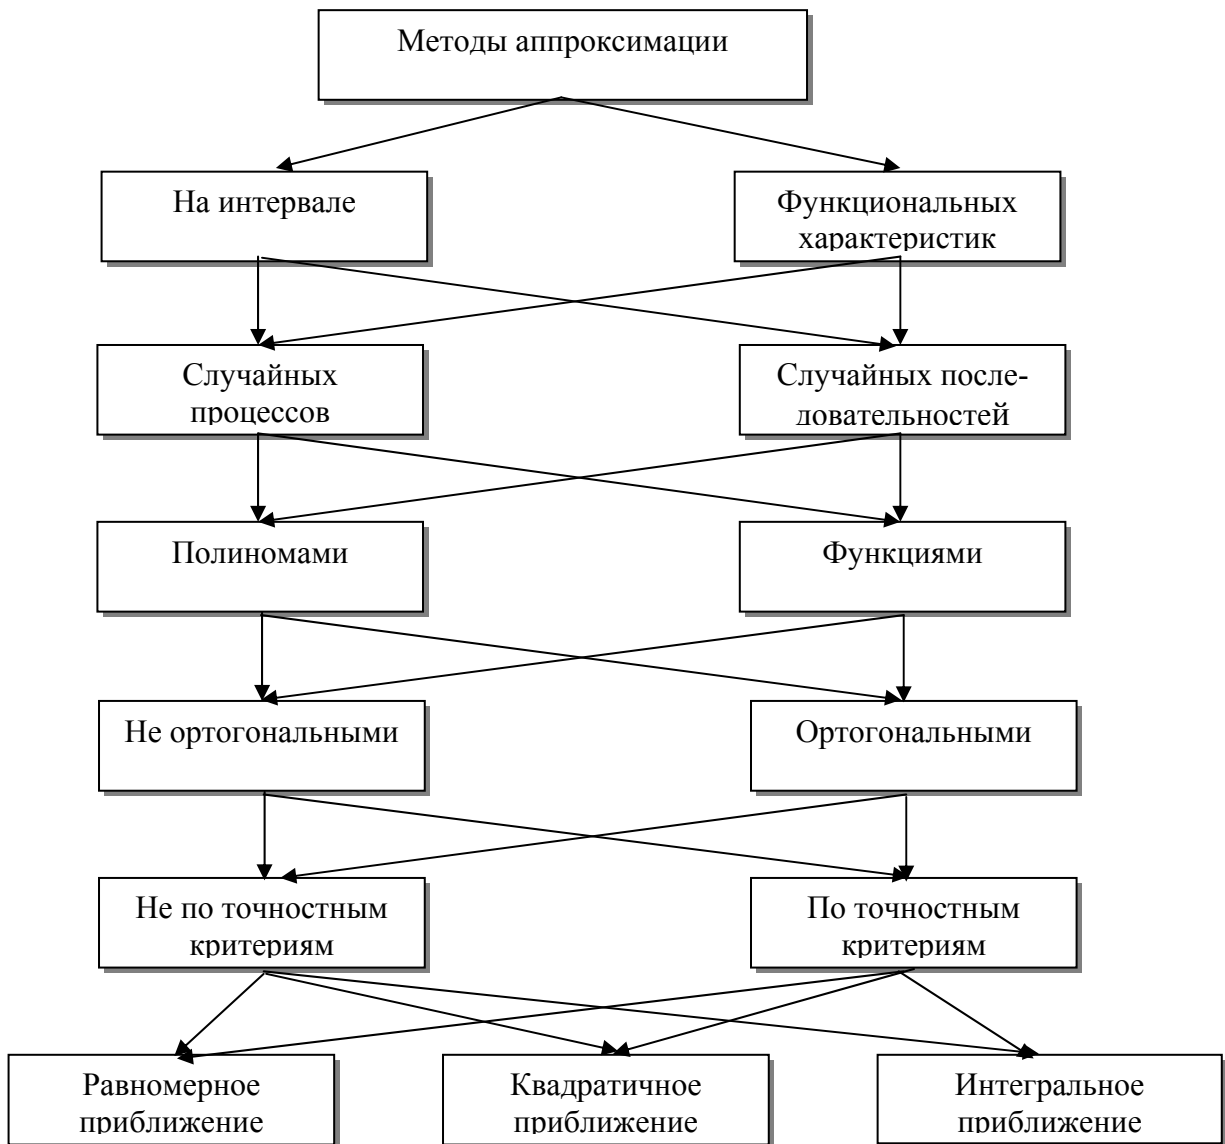 Методы аппроксимации
На интервале
Функциональных
характеристик
Случайных
процессов
Случайных после-
довательностей
Полиномами
Функциями
Не ортогональными
Ортогональными
Не по точностным
критериям
По точностным
критериям
Равномерное
приближение
Квадратичное
приближение
Интегральное
приближение